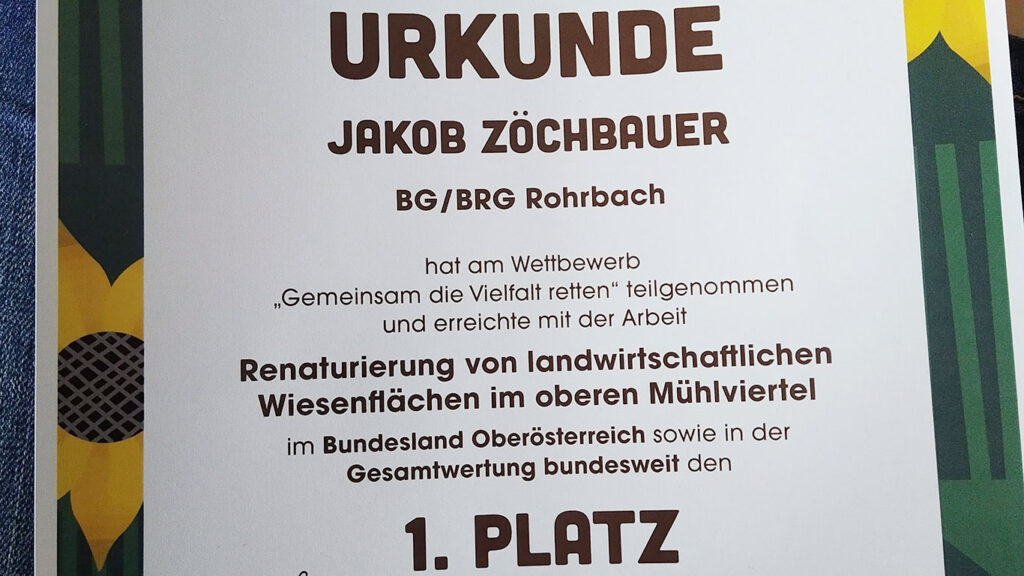 URKUNDE
JAKOB ZÖCHBAUER
BG/BRG Rohrbach
hat am Wettbewerb
„Gemeinsam die Vielfalt retten“ teilgenommen
und erreichte mit der Arbeit
Renaturierung von landwirtschaftlichen
Wiesenflächen im oberen Mühlviertel
im Bundesland Oberösterreich sowie in der
Gesamtwertung bundesweit den
1. PLATZ